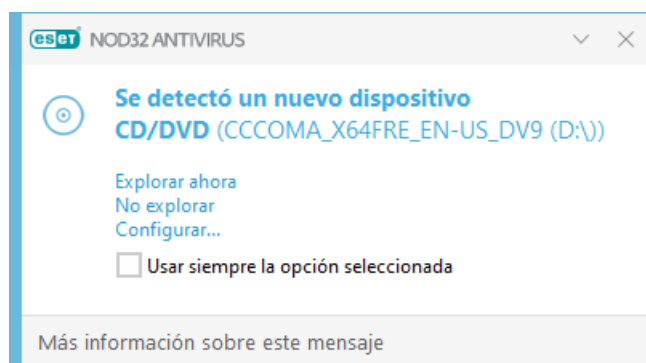 eseT NOD32 ANTIVIRUS
Se detectó un nuevo dispositivo
CD/DVD (CCCOMA_X64FRE_EN-US_DV9 (D:\))
Explorar ahora
No explorar
Configurar...
Usar siempre la opción seleccionada
Más información sobre este mensaje